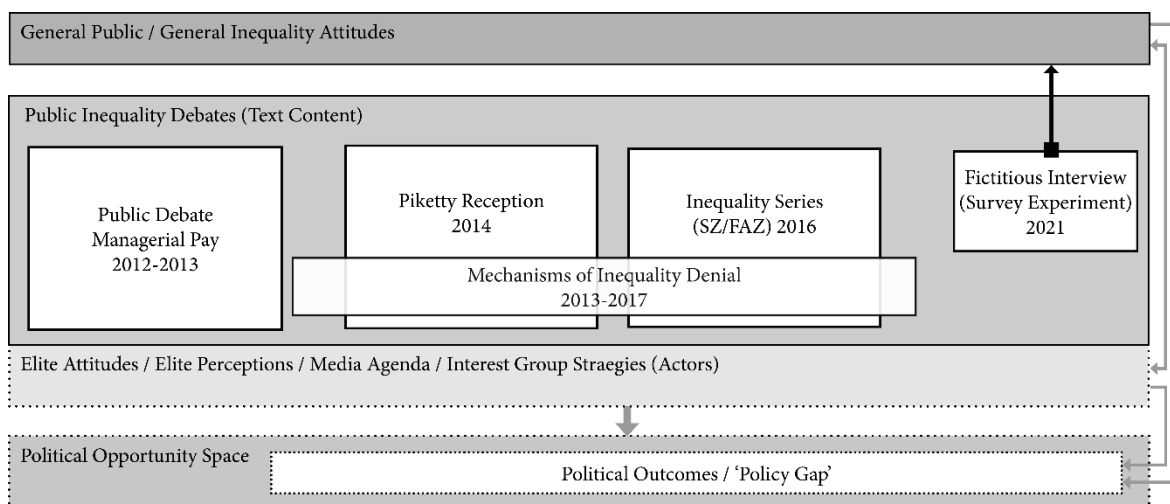 General Public / General Inequality Attitudes
Public Inequality Debates (Text Content)
Public Debate
Managerial Pay
2012-2013
Piketty Reception
2014
Inequality Series
(SZ/FAZ) 2016
Fictitious Interview
(Survey Experiment)
2021
Mechanisms of Inequality Denial
2013-2017
Elite Attitudes / Elite Perceptions / Media Agenda / Interest Group Straegies (Actors)
Political Opportunity Space
Political Outcomes / ‘Policy Gap’